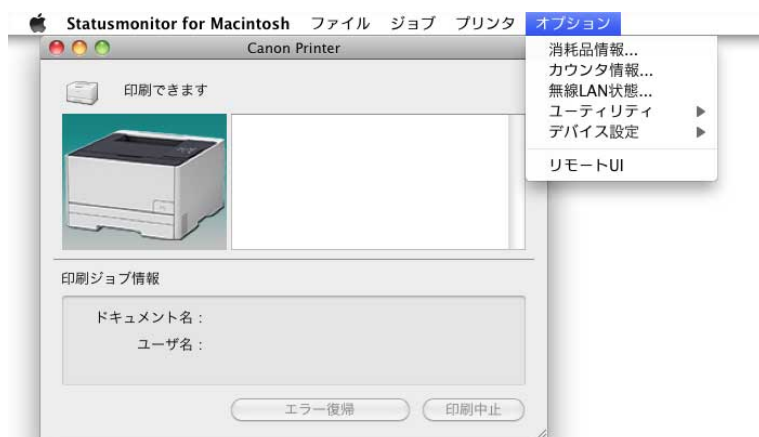 Statusmonitor for Macintosh ファイル ジョブ プリンタ オプション
Canon Printer
印刷できます
消耗品情報...
カウンタ情報...
無線LAN状態...
ユーティリティ
デバイス設定
リモートUI
印刷ジョブ情報
ドキュメント名 :
ユーザ名 :
エラー復帰 印刷中止